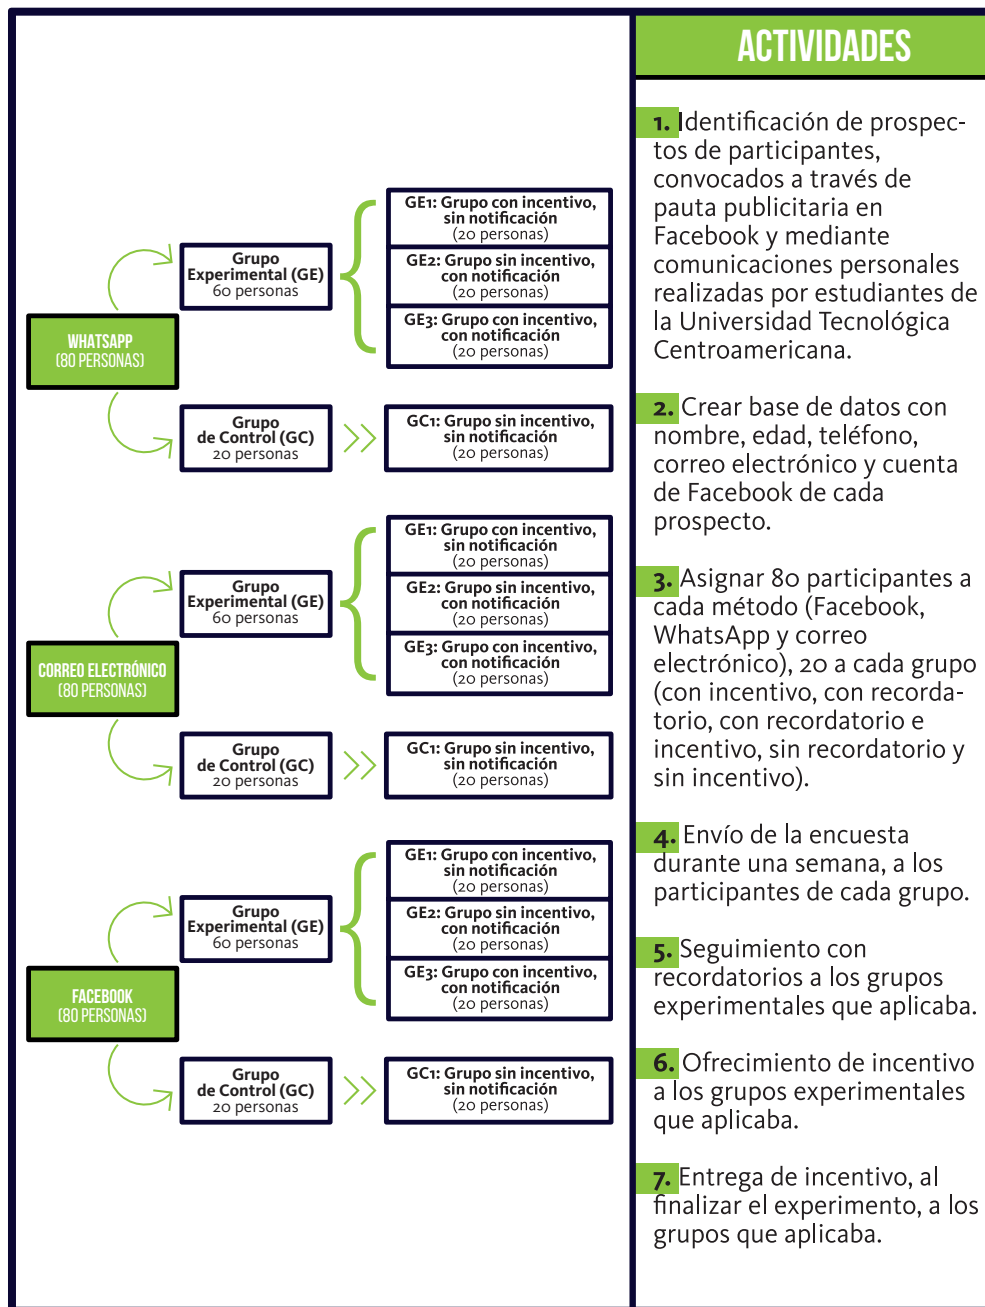 GE1: Grupo con incentivo,
sin notificación
(20 personas)
Grupo
Experimental (GE)
60 personas
GE2: Grupo sin incentivo,
con notificación
(20 personas)
GE3: Grupo con incentivo,
con notificación
(20 personas)
WHATSAPP
(80 PERSONAS)
Grupo
de Control (GC)
20 personas
GC1: Grupo sin incentivo,
sin notificación
(20 personas)
GE1: Grupo con incentivo,
sin notificación
(20 personas)
Grupo
Experimental (GE)
60 personas
GE2: Grupo sin incentivo,
con notificación
(20 personas)
GE3: Grupo con incentivo,
con notificación
(20 personas)
CORREO ELECTRÓNICO
(80 PERSONAS)
Grupo
de Control (GC)
20 personas
GC1: Grupo sin incentivo,
sin notificación
(20 personas)
GE1: Grupo con incentivo,
sin notificación
(20 personas)
Grupo
Experimental (GE)
60 personas
GE2: Grupo sin incentivo,
con notificación
(20 personas)
GE3: Grupo con incentivo,
con notificación
(20 personas)
FACEBOOK
(80 PERSONAS)
Grupo
de Control (GC)
20 personas
GC1: Grupo sin incentivo,
sin notificación
(20 personas)
ACTIVIDADES
1. Identificación de prospec-
tos de participantes,
convocados a través de
pauta publicitaria en
Facebook y mediante
comunicaciones personales
realizadas por estudiantes de
la Universidad Tecnológica
Centroamericana.
2. Crear base de datos con
nombre, edad, teléfono,
correo electrónico y cuenta
de Facebook de cada
prospecto.
3. Asignar 80 participantes a
cada método (Facebook,
WhatsApp y correo
electrónico), 20 a cada grupo
(con incentivo, con recorda-
torio, con recordatorio e
incentivo, sin recordatorio y
sin incentivo).
4. Envío de la encuesta
durante una semana, a los
participantes de cada grupo.
5. Seguimiento con
recordatorios a los grupos
experimentales que aplicaba.
6. Ofrecimiento de incentivo
a los grupos experimentales
que aplicaba.
7. Entrega de incentivo, al
finalizar el experimento, a los
grupos que aplicaba.